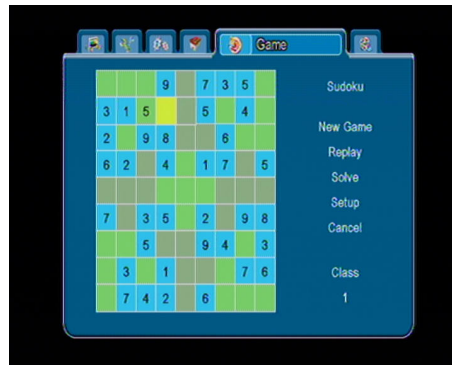 Game
9 7 3 5
3 1 5 5 4
2 9 8 6
6 2 4 1 7 5
7 3 5 2 9 8
5 9 4 3
3 1 7 6
7 4 2 6
Sudoku
New Game
Replay
Solve
Setup
Cancel
Class
1